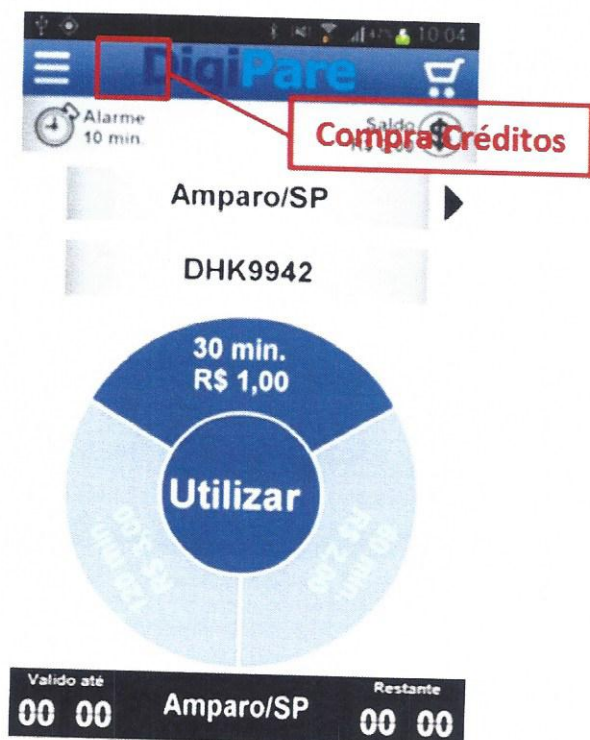 47% 10:04
DigiPare
Alarme
10 min.
Saldo
R$
Compra Créditos
Amparo/SP
DHK9942
30 min.
R$ 1,00
Utilizar
120 min.
R$ 3,00
60 min.
R$ 2,00
Valido até
00 00
Amparo/SP
Restante
00 00